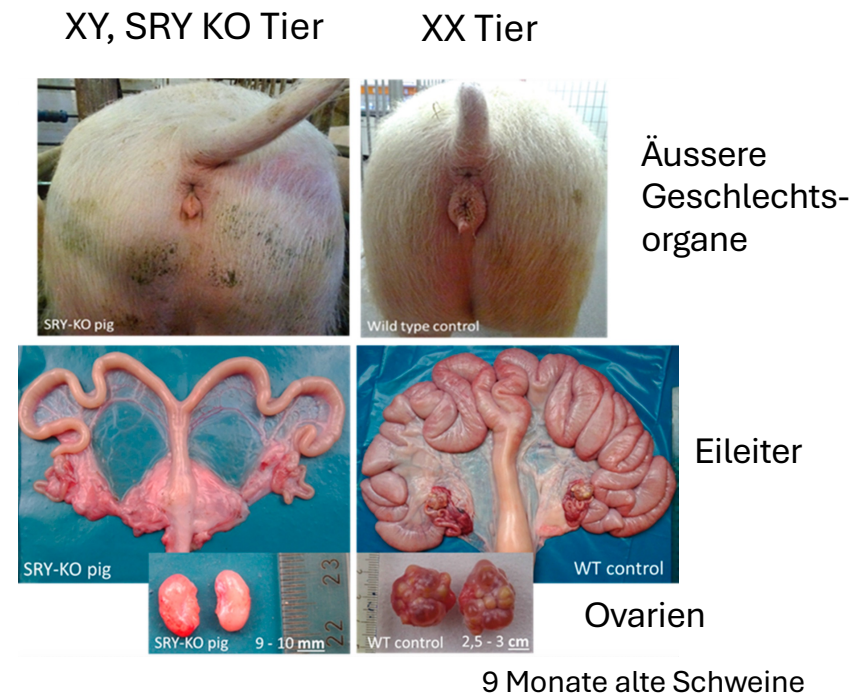 XY, SRY KO Tier
XX Tier
Äussere
Geschlechts-
organe
SRY-KO pig
Wild type control
Eileiter
SRY-KO pig
WT control
23
22
SRY-KO pig
9 - 10 mm
WT control
2,5 - 3 cm
Ovarien
9 Monate alte Schweine